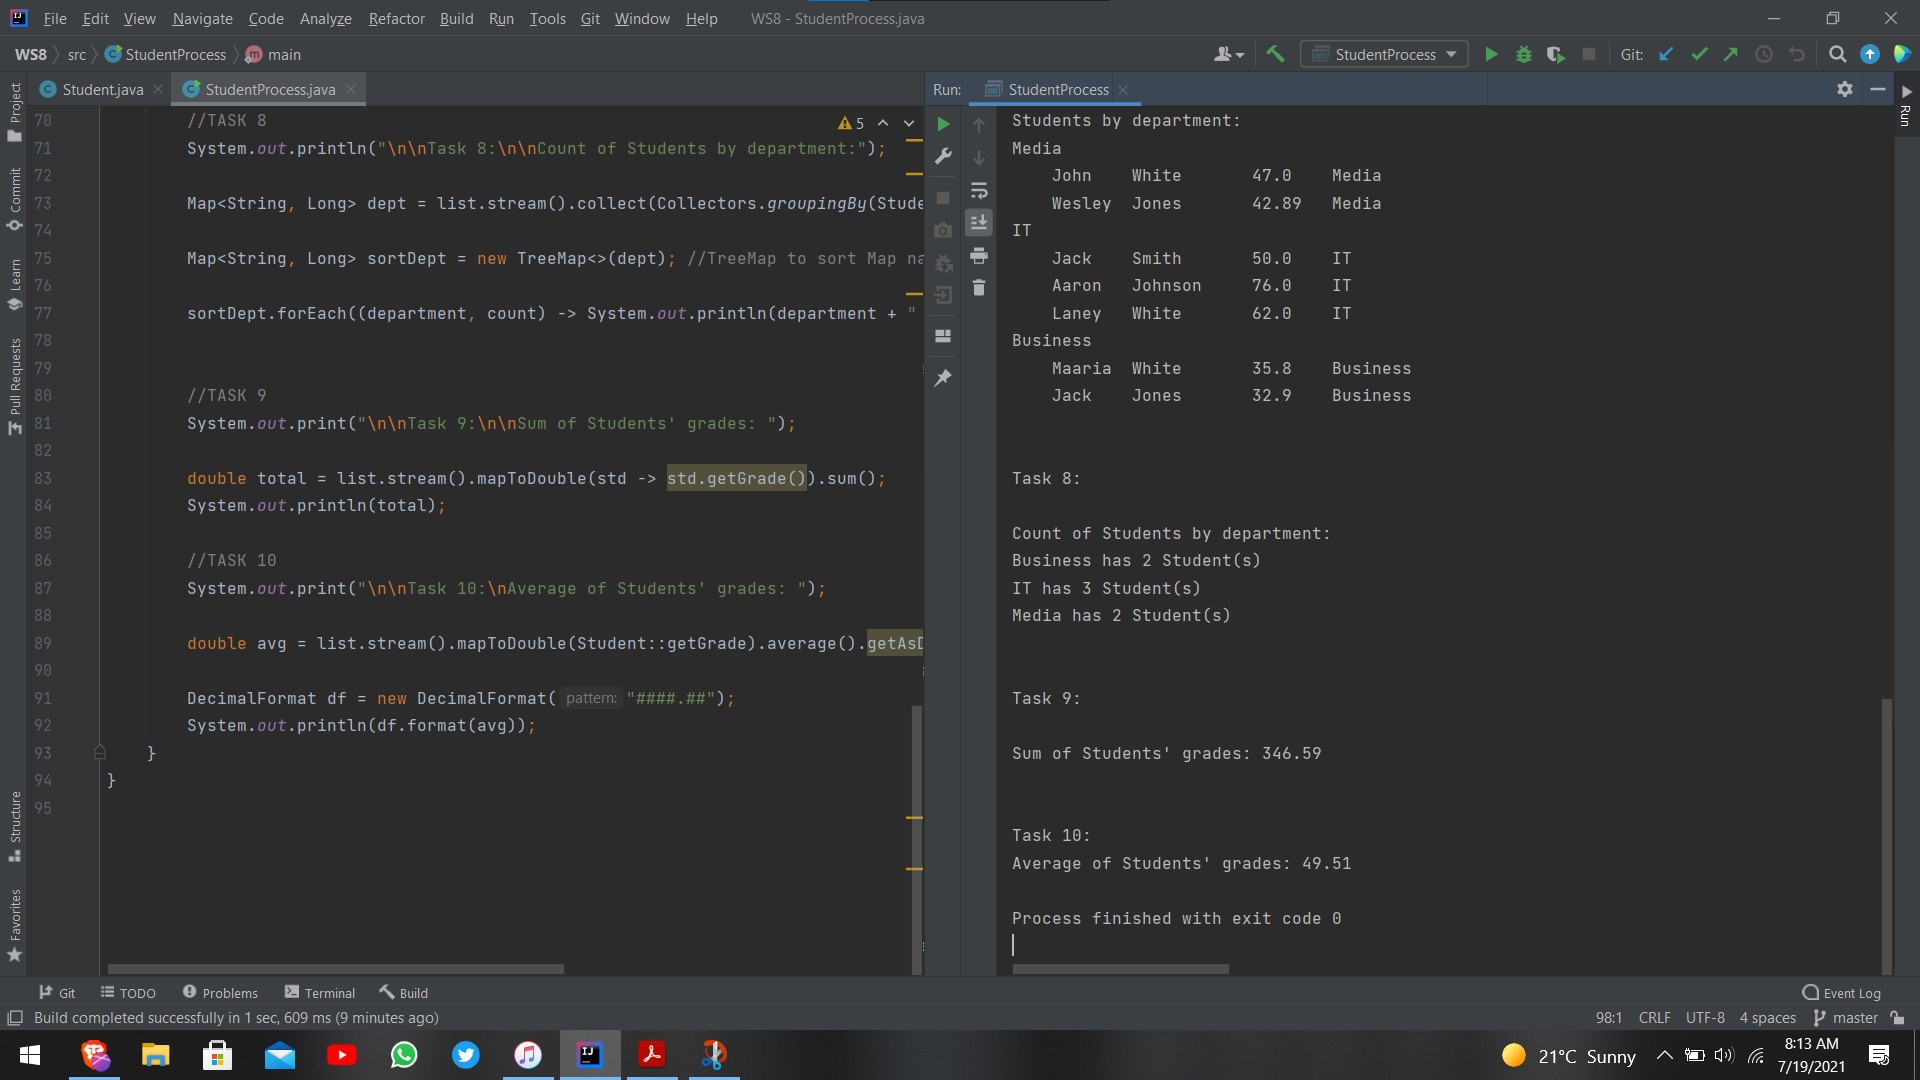 File Edit View Navigate Code Analyze Refactor Build Run Tools Git Window Help WS8 - StudentProcess.java
WS8 src StudentProcess main StudentProcess Git:
Student.java StudentProcess.java Run: StudentProcess
Project
Commit
Learn
Pull Requests
Structure
Favorites
5
70 //TASK 8
71 System.out.println("\n\nTask 8:\n\nCount of Students by department:");
72
73 Map<String, Long> dept = list.stream().collect(Collectors.groupingBy(Stude
74
75 Map<String, Long> sortDept = new TreeMap<>(dept); //TreeMap to sort Map na
76
77 sortDept.forEach((department, count) -> System.out.println(department + "
78
79
80 //TASK 9
81 System.out.print("\n\nTask 9:\n\nSum of Students' grades: ");
82
83 double total = list.stream().mapToDouble(std -> std.getGrade()).sum();
84 System.out.println(total);
85
86 //TASK 10
87 System.out.print("\n\nTask 10:\nAverage of Students' grades: ");
88
89 double avg = list.stream().mapToDouble(Student::getGrade).average().getAsD
90
91 DecimalFormat df = new DecimalFormat( pattern: "####.##");
92 System.out.println(df.format(avg));
93 }
94 }
95
Students by department:
Media
John White 47.0 Media
Wesley Jones 42.89 Media
IT
Jack Smith 50.0 IT
Aaron Johnson 76.0 IT
Laney White 62.0 IT
Business
Maaria White 35.8 Business
Jack Jones 32.9 Business
Task 8:
Count of Students by department:
Business has 2 Student(s)
IT has 3 Student(s)
Media has 2 Student(s)
Task 9:
Sum of Students' grades: 346.59
Task 10:
Average of Students' grades: 49.51
Process finished with exit code 0
Run
Git TODO Problems Terminal Build Event Log
Build completed successfully in 1 sec, 609 ms (9 minutes ago) 98:1 CRLF UTF-8 4 spaces master
21°C Sunny 8:13 AM
7/19/2021